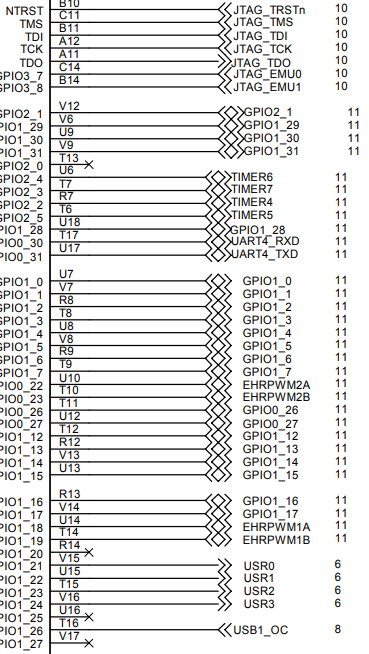 B10
NTRST JTAG_TRSTn 10
C11
TMS JTAG_TMS 10
B11
TDI JTAG_TDI 10
A12
TCK JTAG_TCK 10
A11
TDO JTAG_TDO 10
C14
GPIO3_7 JTAG_EMU0 10
B14
GPIO3_8 JTAG_EMU1 10
V12
GPIO2_1 GPIO2_1 11
V6
GPIO1_29 GPIO1_29 11
U9
GPIO1_30 GPIO1_30 11
V9
GPIO1_31 GPIO1_31 11
T13
GPIO2_0
U6
GPIO2_4 TIMER6 11
T7
GPIO2_3 TIMER7 11
R7
GPIO2_2 TIMER4 11
T6
GPIO2_5 TIMER5 11
U18
GPIO1_28 GPIO1_28 11
T17
GPIO0_30 UART4_RXD 11
U17
GPIO0_31 UART4_TXD 11
U7
GPIO1_0 GPIO1_0 11
V7
GPIO1_1 GPIO1_1 11
R8
GPIO1_2 GPIO1_2 11
T8
GPIO1_3 GPIO1_3 11
U8
GPIO1_4 GPIO1_4 11
V8
GPIO1_5 GPIO1_5 11
R9
GPIO1_6 GPIO1_6 11
T9
GPIO1_7 GPIO1_7 11
U10
GPIO0_22 EHRPWM2A 11
T10
GPIO0_23 EHRPWM2B 11
T11
GPIO0_26 GPIO0_26 11
U12
GPIO0_27 GPIO0_27 11
T12
GPIO1_12 GPIO1_12 11
R12
GPIO1_13 GPIO1_13 11
V13
GPIO1_14 GPIO1_14 11
U13
GPIO1_15 GPIO1_15 11
R13
GPIO1_16 GPIO1_16 11
V14
GPIO1_17 GPIO1_17 11
U14
GPIO1_18 EHRPWM1A 11
T14
GPIO1_19 EHRPWM1B 11
R14
GPIO1_20
V15
GPIO1_21 USR0 6
U15
GPIO1_22 USR1 6
T15
GPIO1_23 USR2 6
V16
GPIO1_24 USR3 6
U16
GPIO1_25
T16
GPIO1_26 USB1_OC 8
V17
GPIO1_27